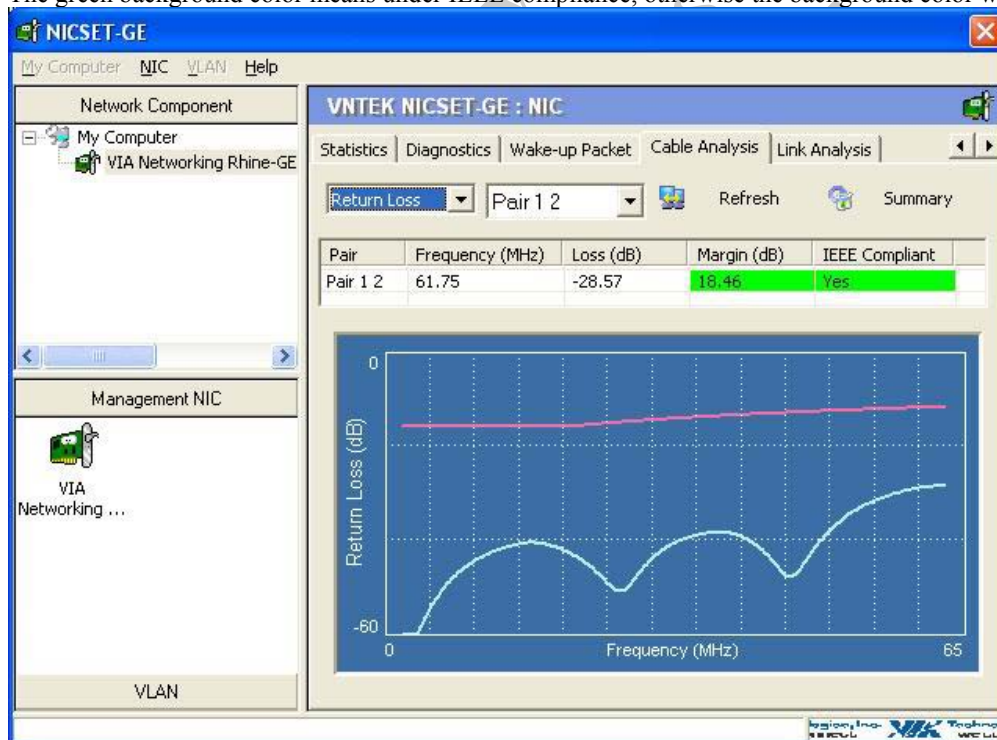 The green background color means under IEEE compliance, otherwise the background color w
NICSET-GE
My Computer NIC VLAN Help
Network Component
My Computer
VIA Networking Rhine-GE
Management NIC
VIA
Networking ...
VLAN
VNTEK NICSET-GE : NIC
Statistics Diagnostics Wake-up Packet Cable Analysis Link Analysis
Return Loss Pair 1 2 Refresh Summary
Pair Frequency (MHz) Loss (dB) Margin (dB) IEEE Compliant
Pair 1 2 61.75 -28.57 18.46 Yes
0
Return Loss (dB)
-60
0 Frequency (MHz) 65
VIA